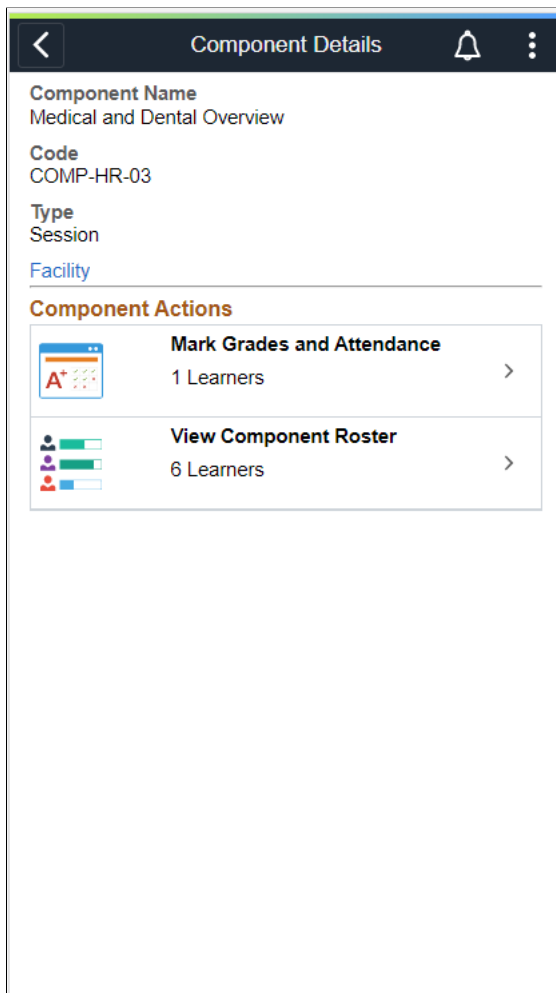 Component Details
Component Name
Medical and Dental Overview
Code
COMP-HR-03
Type
Session
Facility
Component Actions
A+
Mark Grades and Attendance
1 Learners
View Component Roster
6 Learners